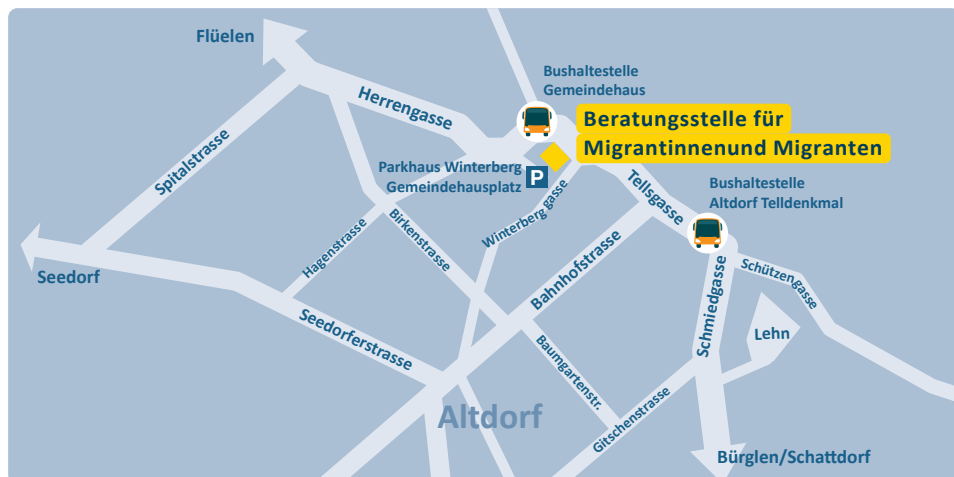 Flüelen
Bushaltestelle
Gemeindehaus
Herrengasse
Beratungsstelle für
Migrantinnenund Migranten
Spitalstrasse
Parkhaus Winterberg
Gemeindehausplatz
P
Tellsgasse
Bushaltestelle
Altdorf Telldenkmal
Winterberg gasse
Birkenstrasse
Hagenstrasse
Seedorf
Bahnhofstrasse
Schmiedgasse
Schützengasse
Seedorferstrasse
Lehn
Baumgartenstr.
Gitschenstrasse
Altdorf
Bürglen/Schattdorf